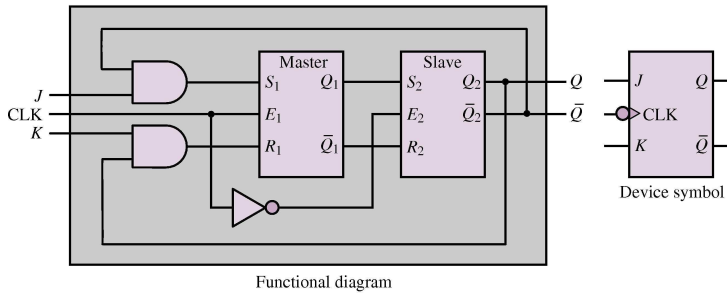 Master
Slave
J
CLK
K
S₁
Q₁
E₁
R₁
Q̅₁
S₂
Q₂
E₂
Q̅₂
R₂
Q
Q̅
J
Q
CLK
K
Q̅
Device symbol
Functional diagram